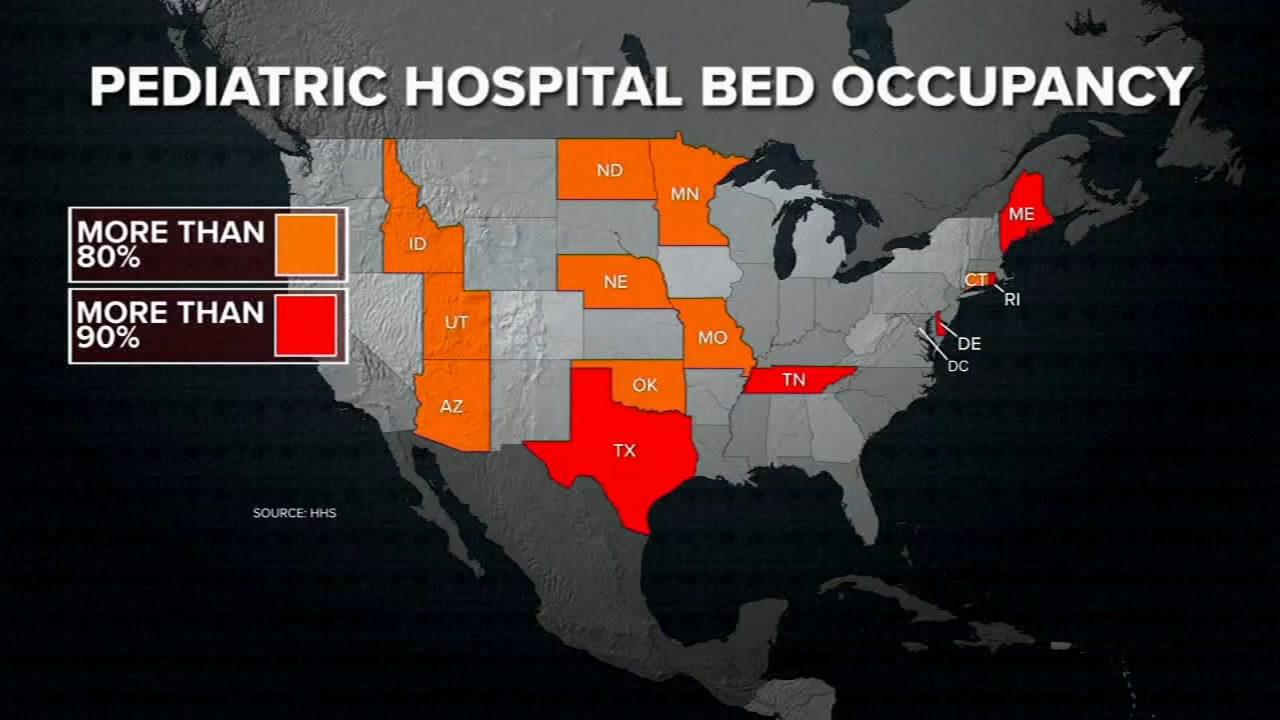 PEDIATRIC HOSPITAL BED OCCUPANCY
MORE THAN
80%
MORE THAN
90%
ND
MN
ID
ME
NE
CT
RI
UT
MO
DE
DC
TN
OK
AZ
TX
SOURCE: HHS